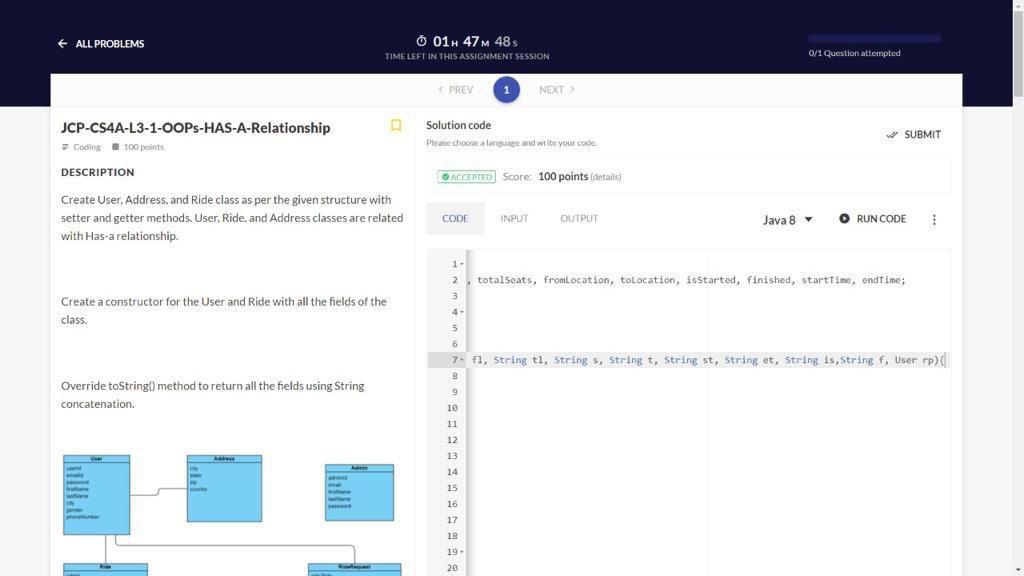 ALL PROBLEMS
01 H 47 M 48 S
TIME LEFT IN THIS ASSIGNMENT SESSION
0/1 Question attempted
PREV 1 NEXT
JCP-CS4A-L3-1-OOPs-HAS-A-Relationship
Coding 100 points
DESCRIPTION
Create User, Address, and Ride class as per the given structure with
setter and getter methods. User, Ride, and Address classes are related
with Has-a relationship.
Create a constructor for the User and Ride with all the fields of the
class.
Override toString() method to return all the fields using String
concatenation.
User
userId
emailId
password
firstName
lastName
city
gender
phoneNumber
Address
city
state
zip
country
Admin
adminId
email
firstName
lastName
password
Ride
RideRequest
Solution code
Please choose a language and write your code.
SUBMIT
ACCEPTED Score: 100 points (details)
CODE INPUT OUTPUT Java 8 RUN CODE
1
2 , totalSeats, fromLocation, toLocation, isStarted, finished, startTime, endTime;
3
4
5
6
7 fl, String tl, String s, String t, String st, String et, String is,String f, User rp){
8
9
10
11
12
13
14
15
16
17
18
19
20